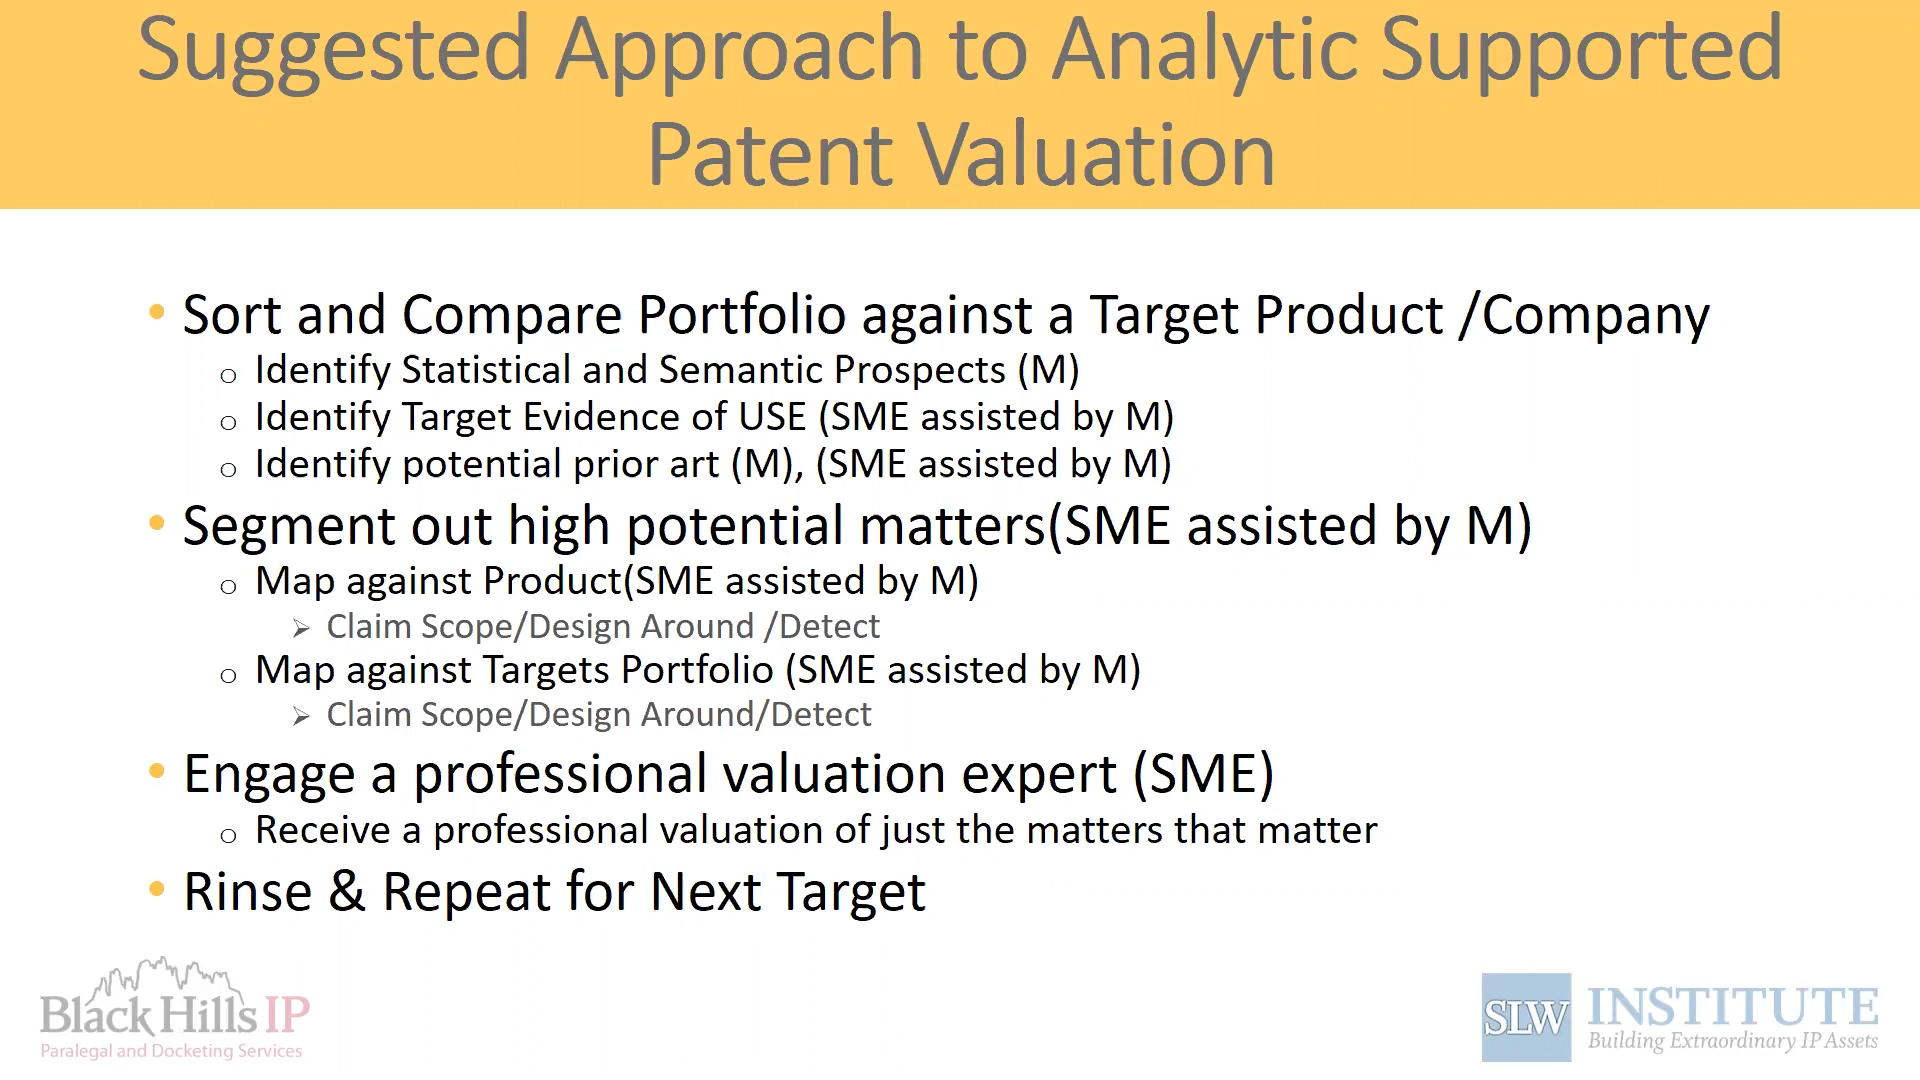 Suggested Approach to Analytic Supported
Patent Valuation
• Sort and Compare Portfolio against a Target Product /Company
o Identify Statistical and Semantic Prospects (M)
o Identify Target Evidence of USE (SME assisted by M)
o Identify potential prior art (M), (SME assisted by M)
• Segment out high potential matters(SME assisted by M)
o Map against Product(SME assisted by M)
➢ Claim Scope/Design Around /Detect
o Map against Targets Portfolio (SME assisted by M)
➢ Claim Scope/Design Around/Detect
• Engage a professional valuation expert (SME)
o Receive a professional valuation of just the matters that matter
• Rinse & Repeat for Next Target
Black Hills IP
Paralegal and Docketing Services
SLW INSTITUTE
Building Extraordinary IP Assets